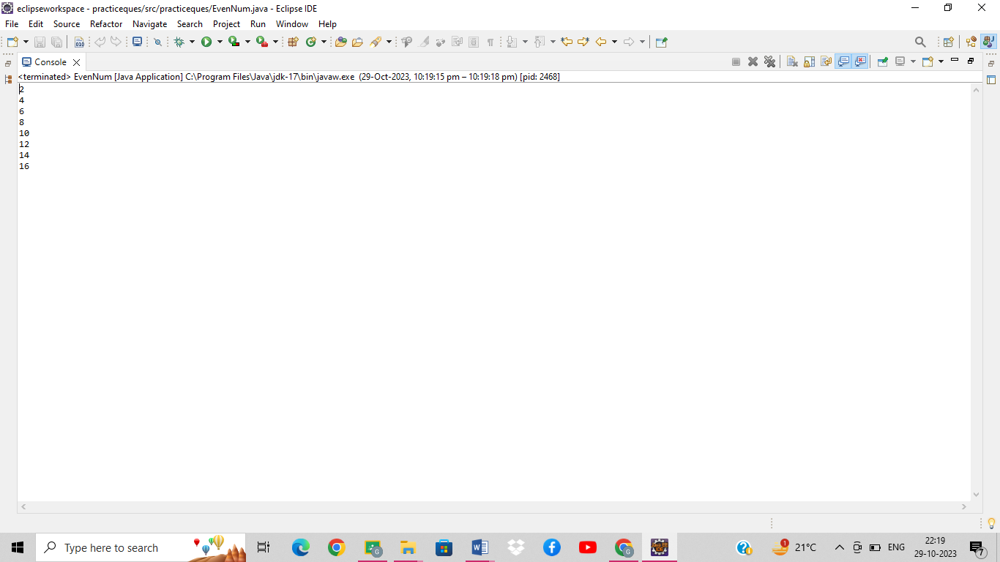 eclipseworkspace - practiceques/src/practiceques/EvenNum.java - Eclipse IDE
File Edit Source Refactor Navigate Search Project Run Window Help
Console
<terminated> EvenNum [Java Application] C:\Program Files\Java\jdk-17\bin\javaw.exe (29-Oct-2023, 10:19:15 pm – 10:19:18 pm) [pid: 2468]
2
4
6
8
10
12
14
16
Type here to search
21°C
ENG
22:19
29-10-2023
7